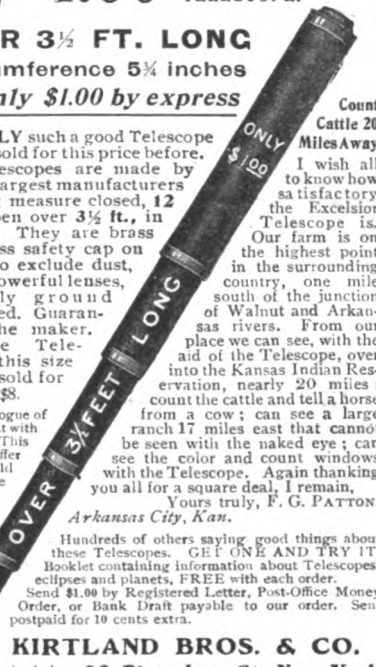 R 3½ FT. LONG
umference 5¾ inches
nly $1.00 by express
LY such a good Telescope
sold for this price before.
escopes are made by
argest manufacturers
measure closed, 12
pen over 3½ ft., in
They are brass
ss safety cap on
o exclude dust,
owerful lenses,
ly ground
ed. Guaran-
he maker.
e Tele-
this size
sold for
$8.
ogue of
t with
This
ffer
ld
e
ONLY
$1.00
OVER 3½ FEET LONG
Count
Cattle 20
Miles Away
I wish all
to know how
satisfactory
the Excelsior
Telescope is.
Our farm is on
the highest point
in the surrounding
country, one mile
south of the junction
of Walnut and Arkan-
sas rivers. From our
place we can see, with the
aid of the Telescope, over
into the Kansas Indian Res-
ervation, nearly 20 miles
count the cattle and tell a horse
from a cow; can see a large
ranch 17 miles east that cannot
be seen with the naked eye; can
see the color and count windows
with the Telescope. Again thanking
you all for a square deal, I remain,
Yours truly, F. G. PATTON
Arkansas City, Kan.
Hundreds of others saying good things about
these Telescopes. GET ONE AND TRY IT
Booklet containing information about Telescopes
eclipses and planets, FREE with each order.
Send $1.00 by Registered Letter, Post-Office Money
Order, or Bank Draft payable to our order. Sent
postpaid for 10 cents extra.
KIRTLAND BROS. & CO.